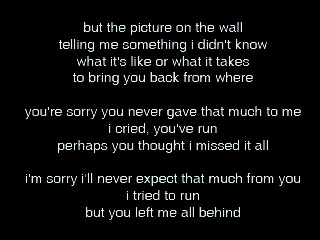 but the picture on the wall
telling me something i didn't know
what it's like or what it takes
to bring you back from where
you're sorry you never gave that much to me
i cried, you've run
perhaps you thought i missed it all
i'm sorry i'll never expect that much from you
i tried to run
but you left me all behind